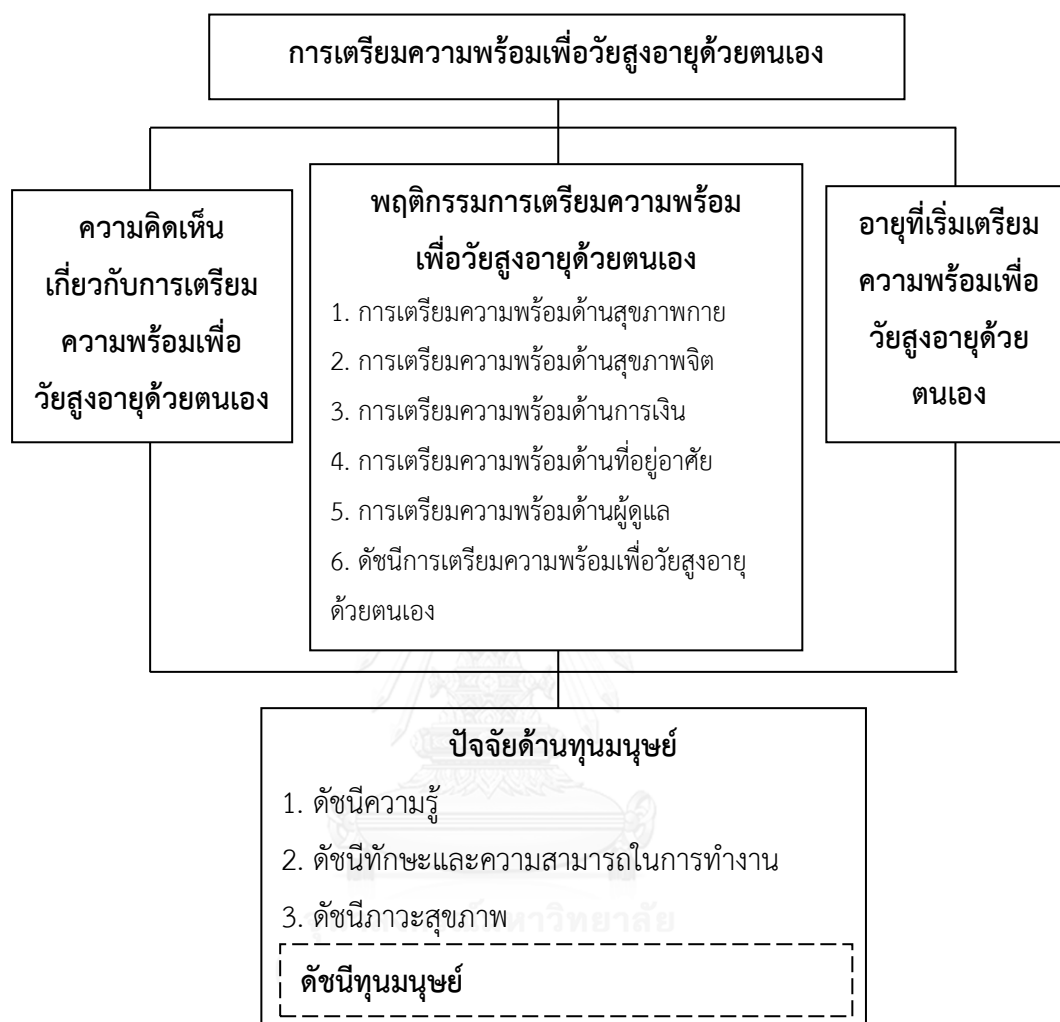 การเตรียมความพร้อมเพื่อวัยสูงอายุด้วยตนเอง
ความคิดเห็น
เกี่ยวกับการเตรียม
ความพร้อมเพื่อ
วัยสูงอายุด้วยตนเอง
พฤติกรรมการเตรียมความพร้อม
เพื่อวัยสูงอายุด้วยตนเอง
1. การเตรียมความพร้อมด้านสุขภาพกาย
2. การเตรียมความพร้อมด้านสุขภาพจิต
3. การเตรียมความพร้อมด้านการเงิน
4. การเตรียมความพร้อมด้านที่อยู่อาศัย
5. การเตรียมความพร้อมด้านผู้ดูแล
6. ดัชนีการเตรียมความพร้อมเพื่อวัยสูงอายุ
ด้วยตนเอง
อายุที่เริ่มเตรียม
ความพร้อมเพื่อ
วัยสูงอายุด้วย
ตนเอง
ปัจจัยด้านทุนมนุษย์
1. ดัชนีความรู้
2. ดัชนีทักษะและความสามารถในการทำงาน
3. ดัชนีภาวะสุขภาพ
ดัชนีทุนมนุษย์